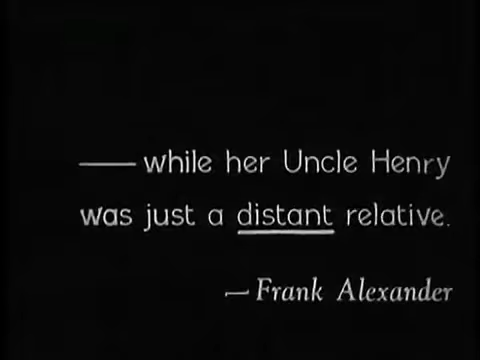 —— while her Uncle Henry
was just a distant relative.
— Frank Alexander